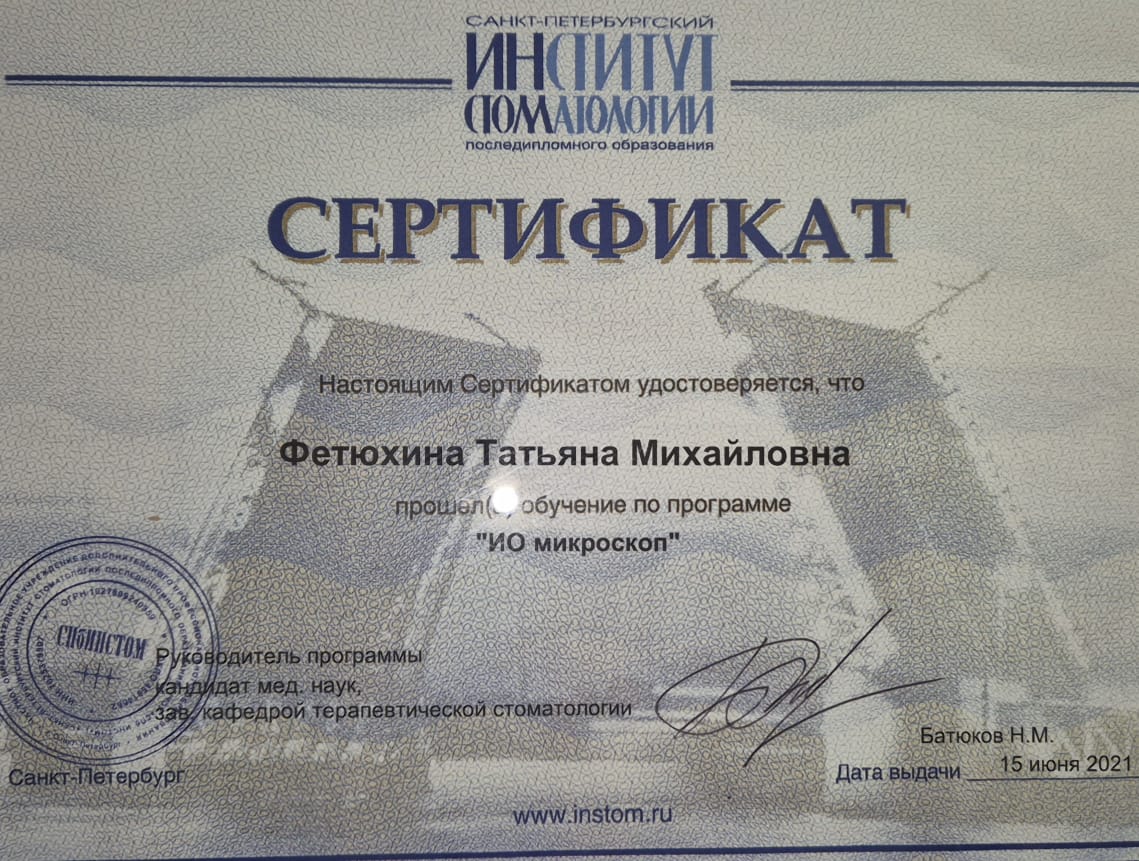 САНКТ-ПЕТЕРБУРГСКИЙ
ИНСТИТУТ
СТОМАТОЛОГИИ
последипломного образования
СЕРТИФИКАТ
Настоящим Сертификатом удостоверяется, что
Фетюхина Татьяна Михайловна
прошел( ) обучение по программе
"ИО микроскоп"
СПбИНСТОМ
Руководитель программы
кандидат мед. наук,
зав. кафедрой терапевтической стоматологии
Батюков Н.М.
Санкт-Петербург
Дата выдачи 15 июня 2021
www.instom.ru